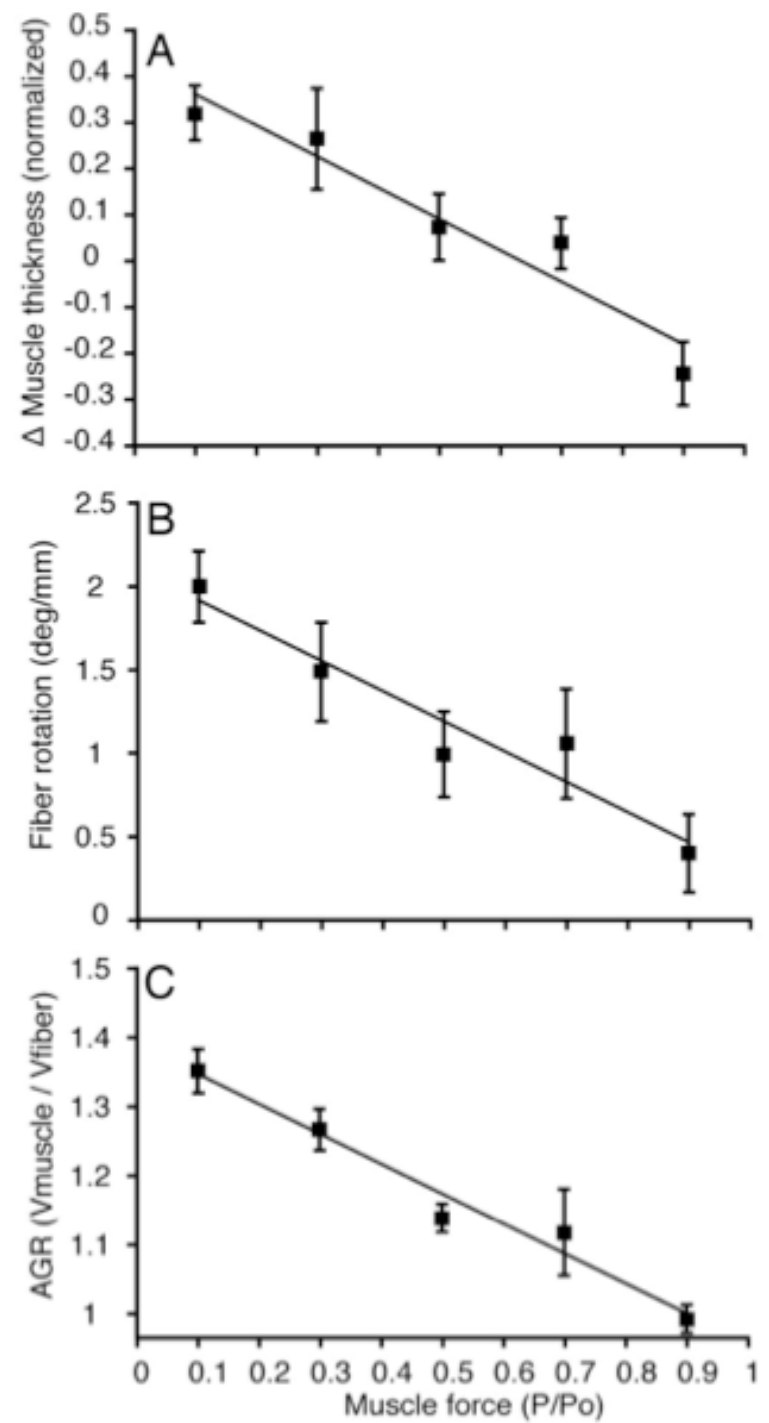 A
Δ Muscle thickness (normalized)
0.5
0.4
0.3
0.2
0.1
0
-0.1
-0.2
-0.3
-0.4
B
Fiber rotation (deg/mm)
2.5
2
1.5
1
0.5
0
C
AGR (Vmuscle / Vfiber)
1.5
1.4
1.3
1.2
1.1
1
0 0.1 0.2 0.3 0.4 0.5 0.6 0.7 0.8 0.9 1
Muscle force (P/Po)